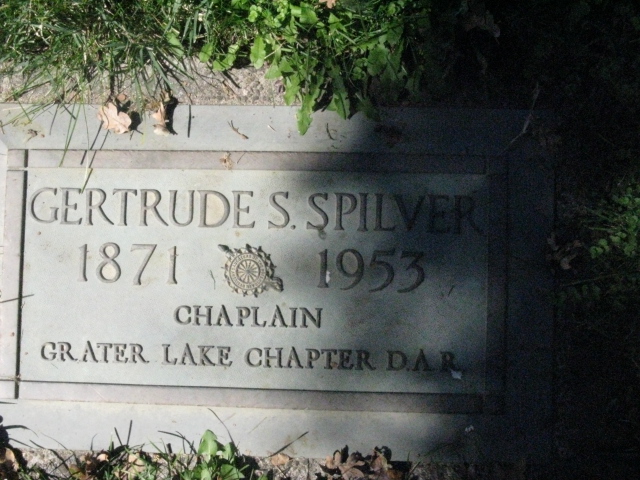 GERTRUDE S. SPILVER
1871 1953
CHAPLAIN
GRATER LAKE CHAPTER D.A.R.